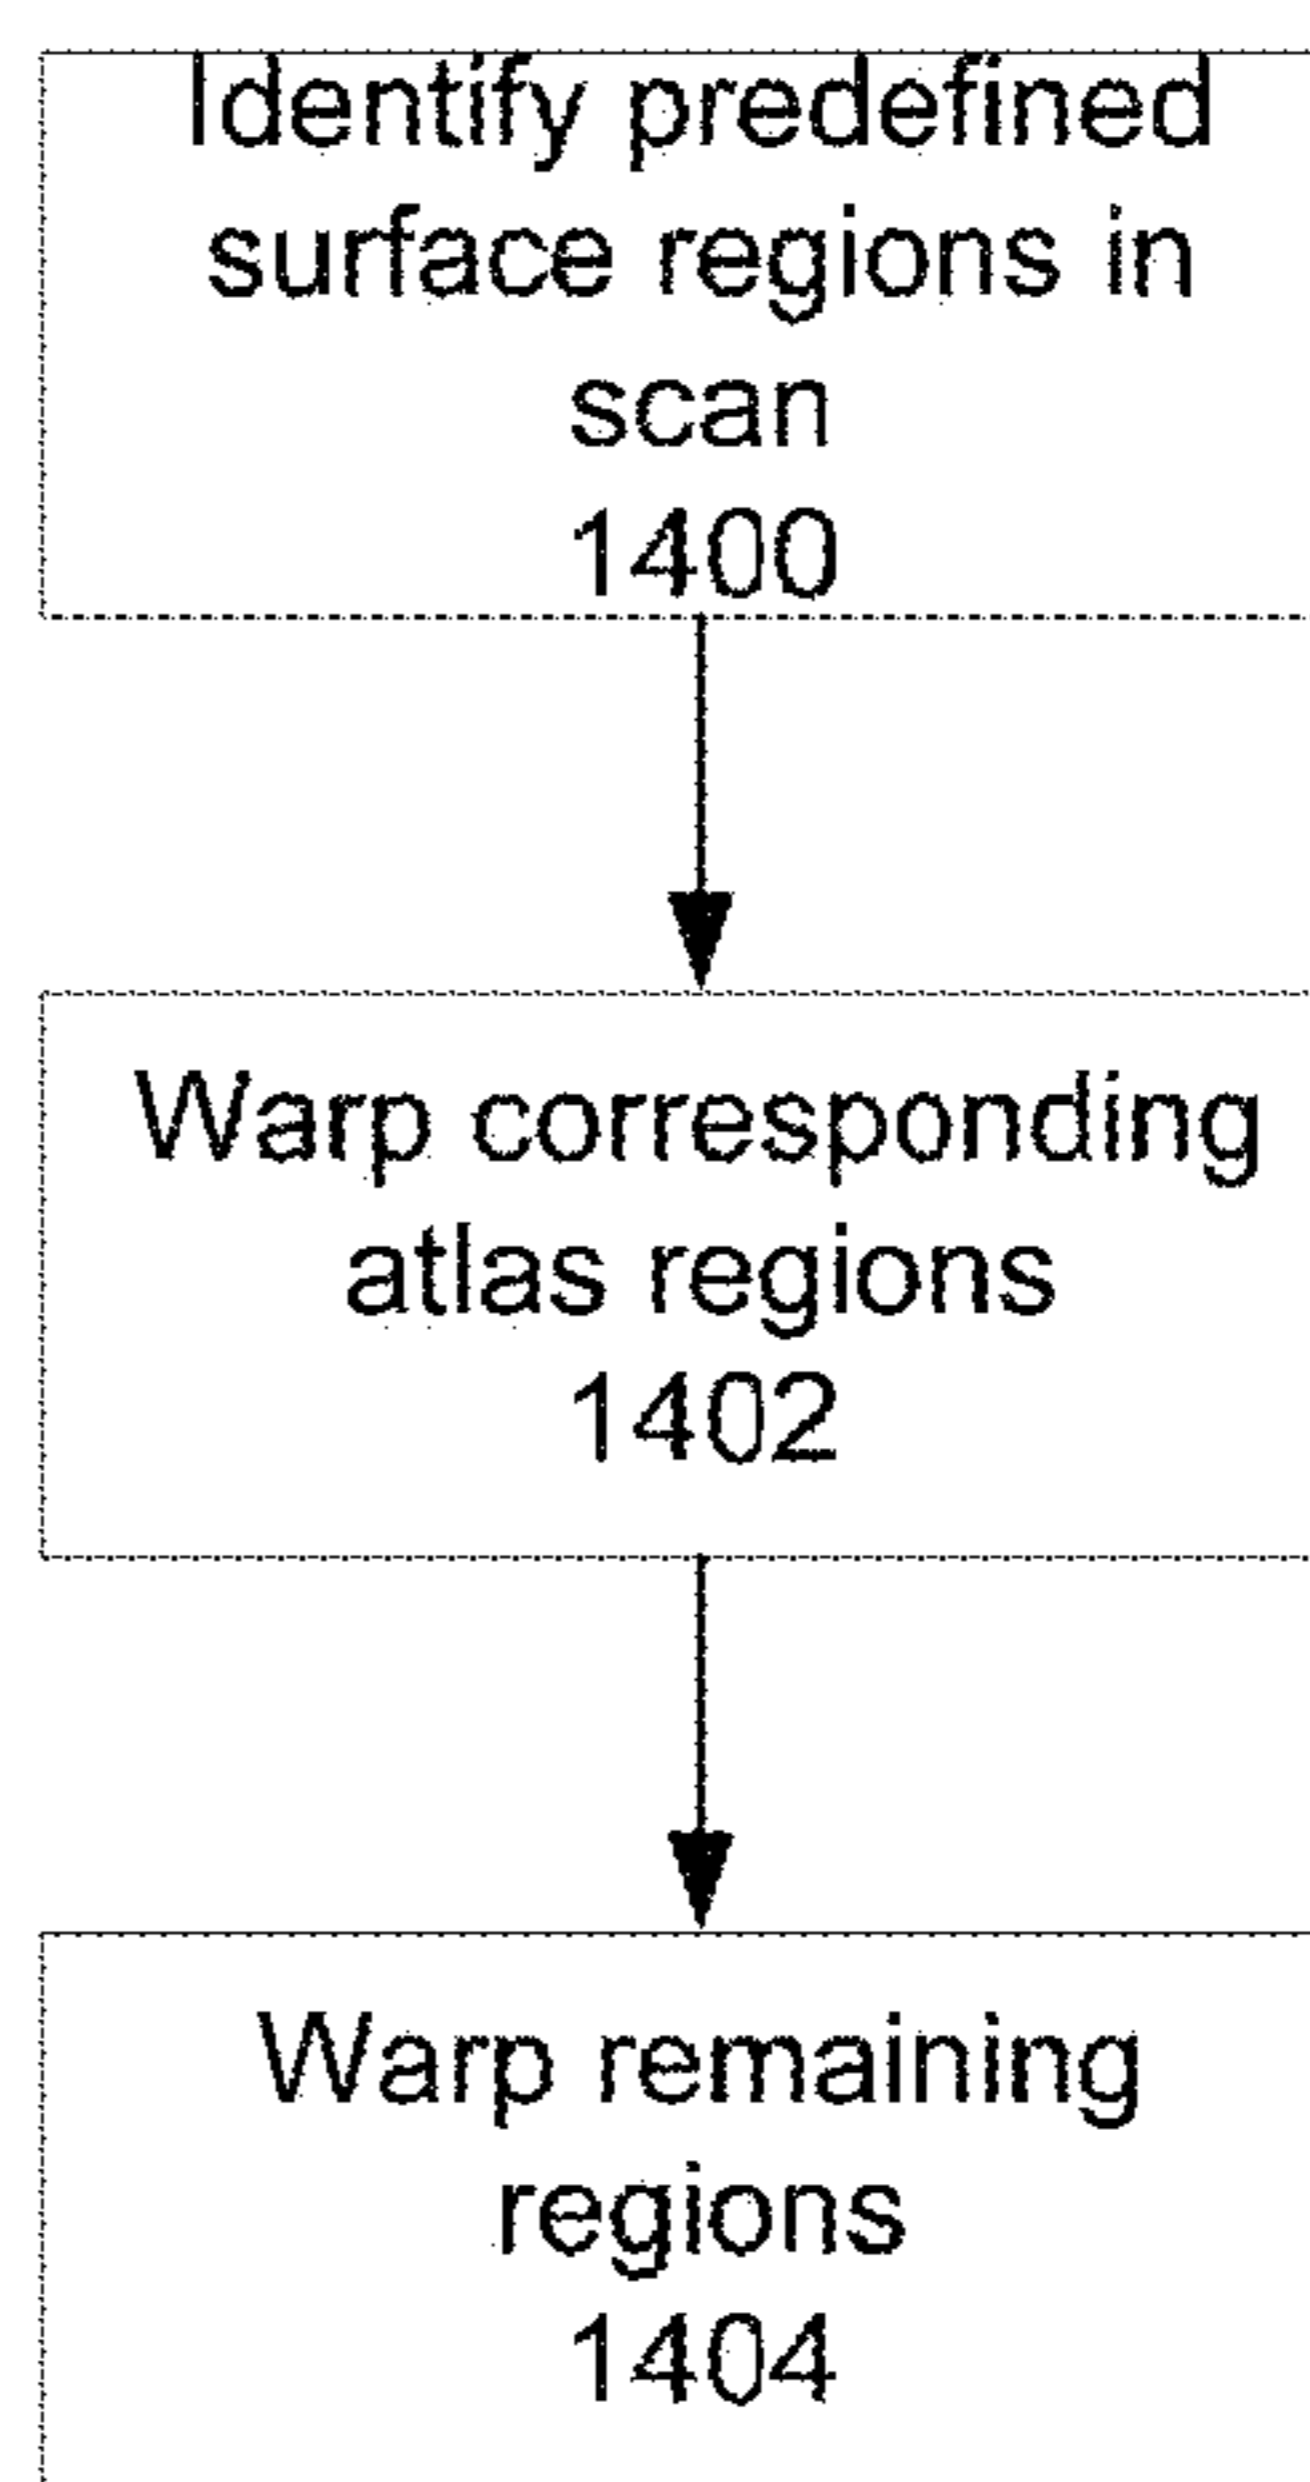 Identify predefined
surface regions in
scan
1400
Warp corresponding
atlas regions
1402
Warp remaining
regions
1404